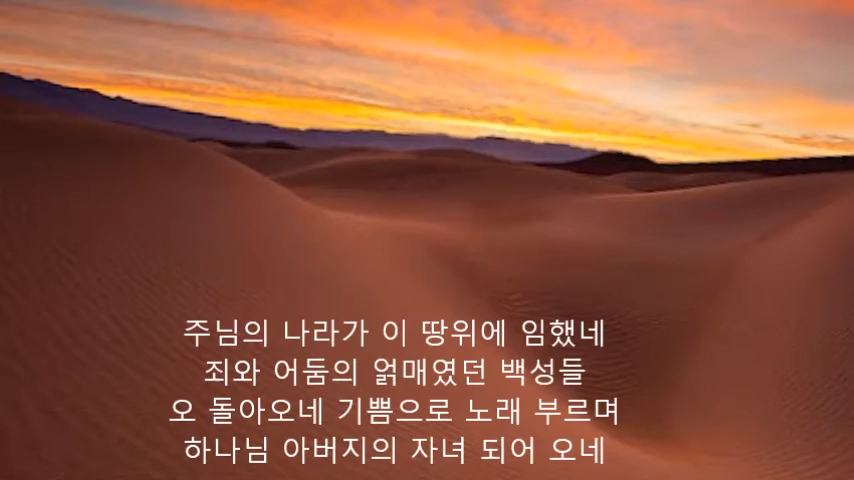 주님의 나라가 이 땅위에 임했네
죄와 어둠의 얽매였던 백성들
오 돌아오네 기쁨으로 노래 부르며
하나님 아버지의 자녀 되어 오네